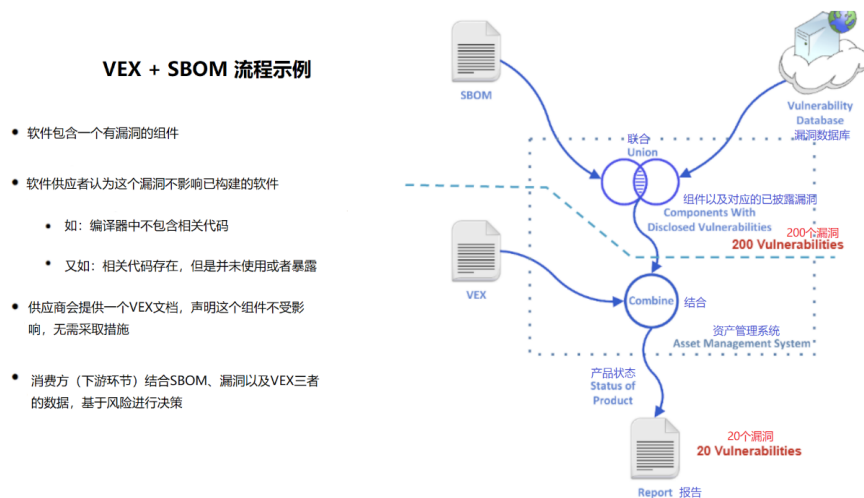 VEX + SBOM 流程示例
• 软件包含一个有漏洞的组件
• 软件供应者认为这个漏洞不影响已构建的软件
• 如：编译器中不包含相关代码
• 又如：相关代码存在，但是并未使用或者暴露
• 供应商会提供一个VEX文档，声明这个组件不受影
响，无需采取措施
• 消费方（下游环节）结合SBOM、漏洞以及VEX三者
的数据，基于风险进行决策
SBOM
Vulnerability
Database
漏洞数据库
联合
Union
组件以及对应的已披露漏洞
Components With
Disclosed Vulnerabilities
200个漏洞
200 Vulnerabilities
VEX
Combine 结合
资产管理系统
Asset Management System
产品状态
Status of
Product
20个漏洞
20 Vulnerabilities
Report 报告